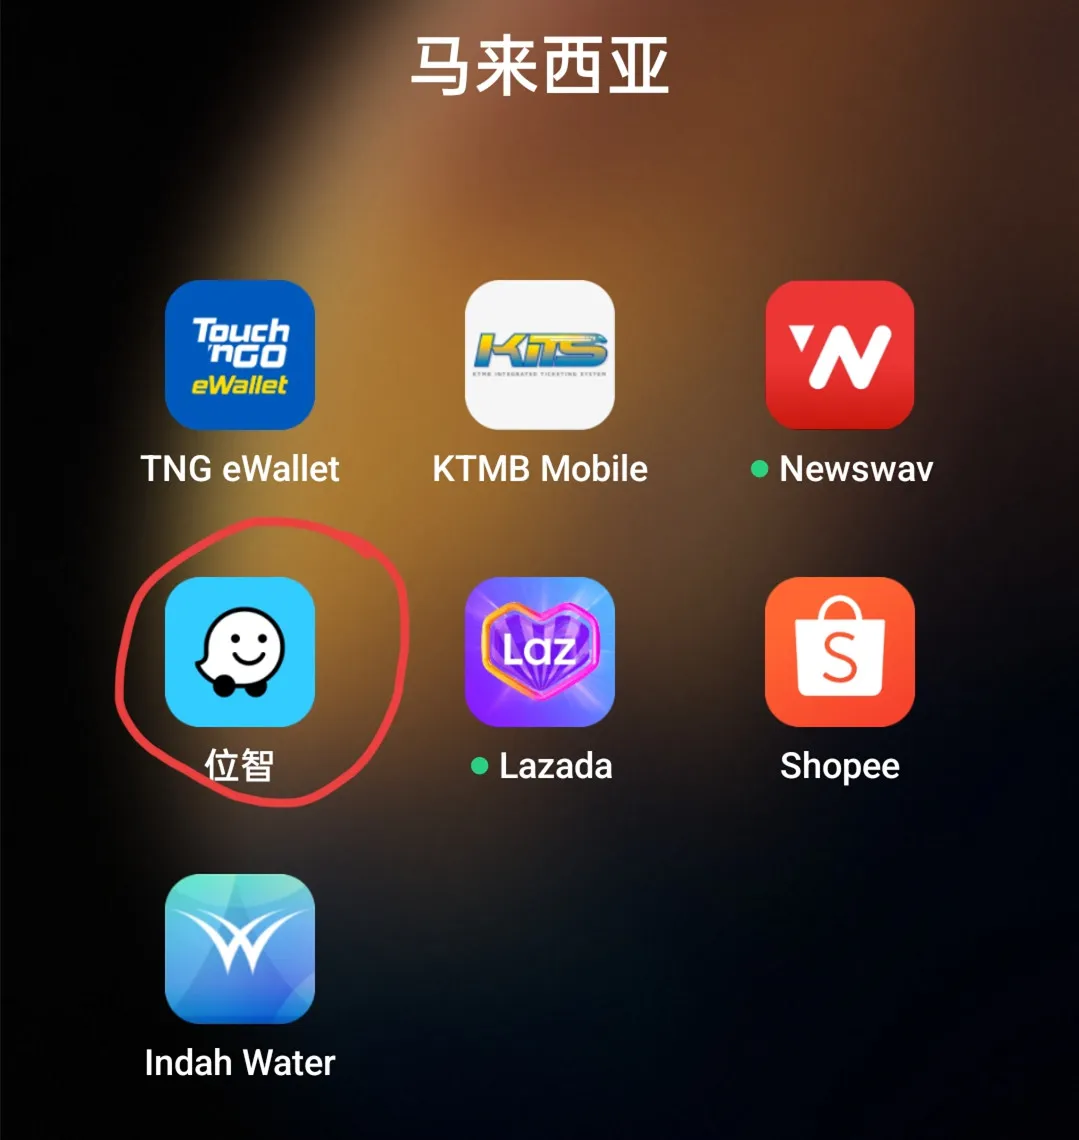 马来西亚
Touch
'nGO
eWallet
KITS
KTMB INTEGRATED TICKETING SYSTEM
TNG eWallet
KTMB Mobile
Newswav
Laz
S
位智
Lazada
Shopee
Indah Water